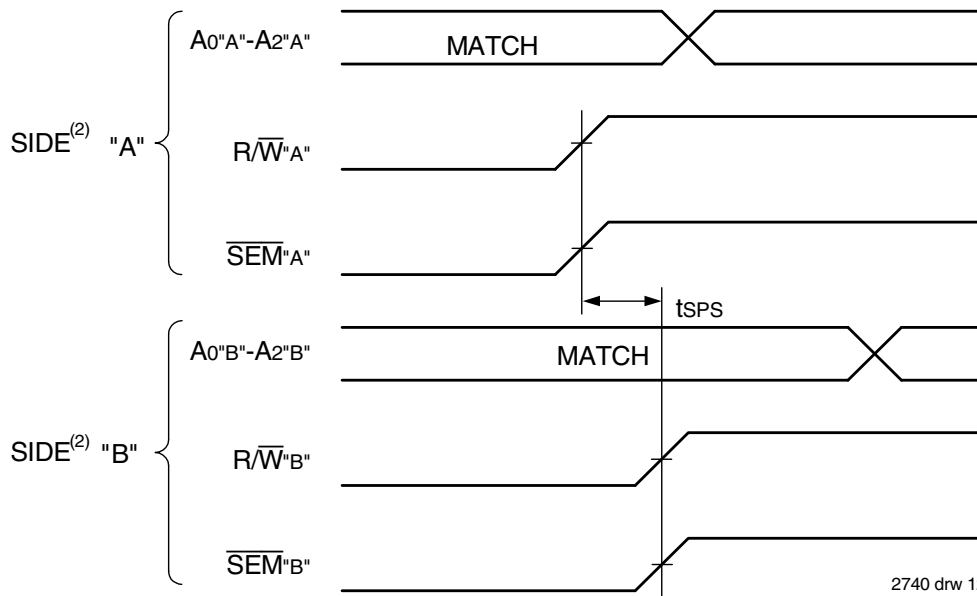 A0"A"-A2"A"
MATCH
SIDE(2) "A"
R/W"A"
SEM"A"
tSPS
A0"B"-A2"B"
MATCH
SIDE(2) "B"
R/W"B"
SEM"B"
2740 drw 1